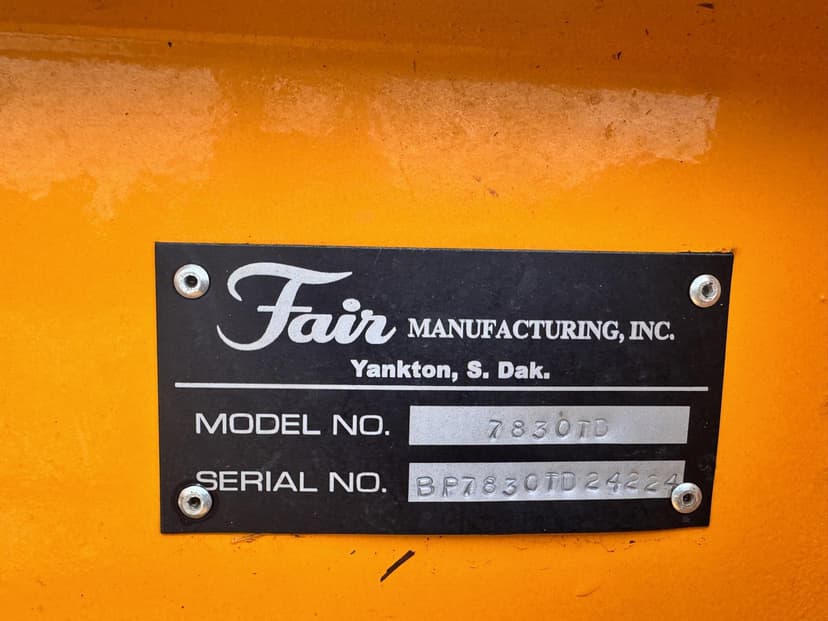 Fair MANUFACTURING, INC.
Yankton, S. Dak.
MODEL NO. 7830TD
SERIAL NO. BP7830TD24224